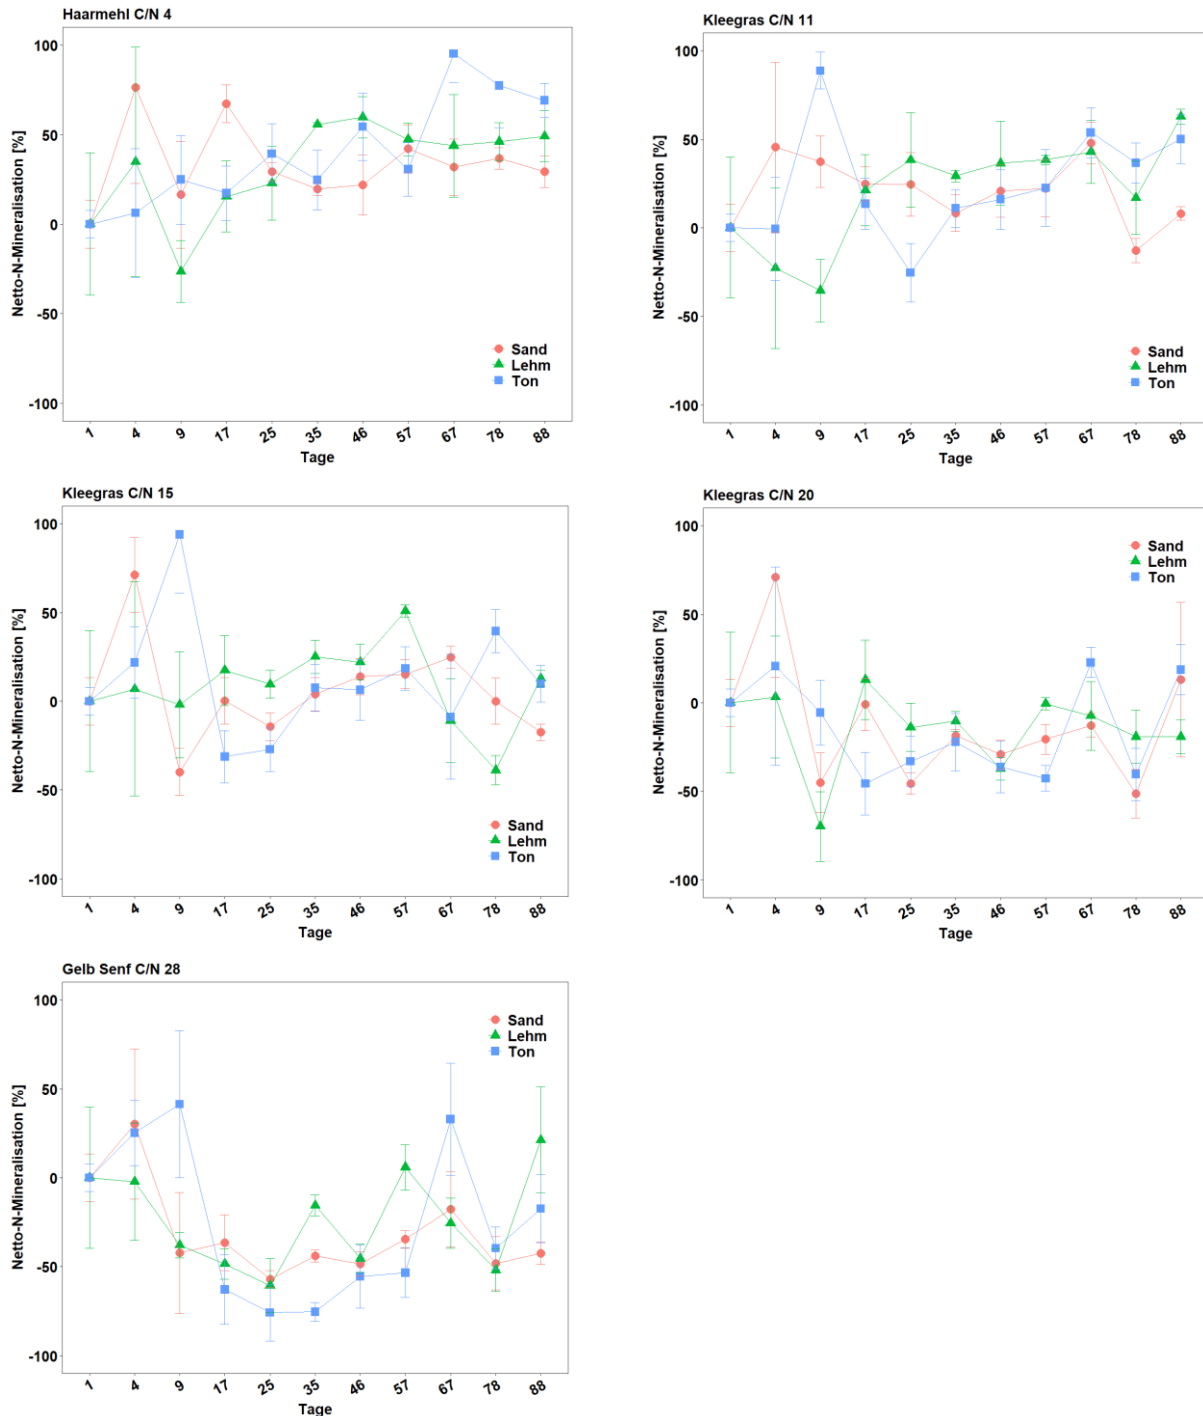 Haarmehl C/N 4
Netto-N-Mineralisation [%]
100
50
0
-50
-100
Sand
Lehm
Ton
1 4 9 17 25 35 46 57 67 78 88
Tage
Kleegras C/N 11
Netto-N-Mineralisation [%]
100
50
0
-50
-100
Sand
Lehm
Ton
1 4 9 17 25 35 46 57 67 78 88
Tage
Kleegras C/N 15
Netto-N-Mineralisation [%]
100
50
0
-50
-100
Sand
Lehm
Ton
1 4 9 17 25 35 46 57 67 78 88
Tage
Kleegras C/N 20
Netto-N-Mineralisation [%]
100
50
0
-50
-100
Sand
Lehm
Ton
1 4 9 17 25 35 46 57 67 78 88
Tage
Gelb Senf C/N 28
Netto-N-Mineralisation [%]
100
50
0
-50
-100
Sand
Lehm
Ton
1 4 9 17 25 35 46 57 67 78 88
Tage